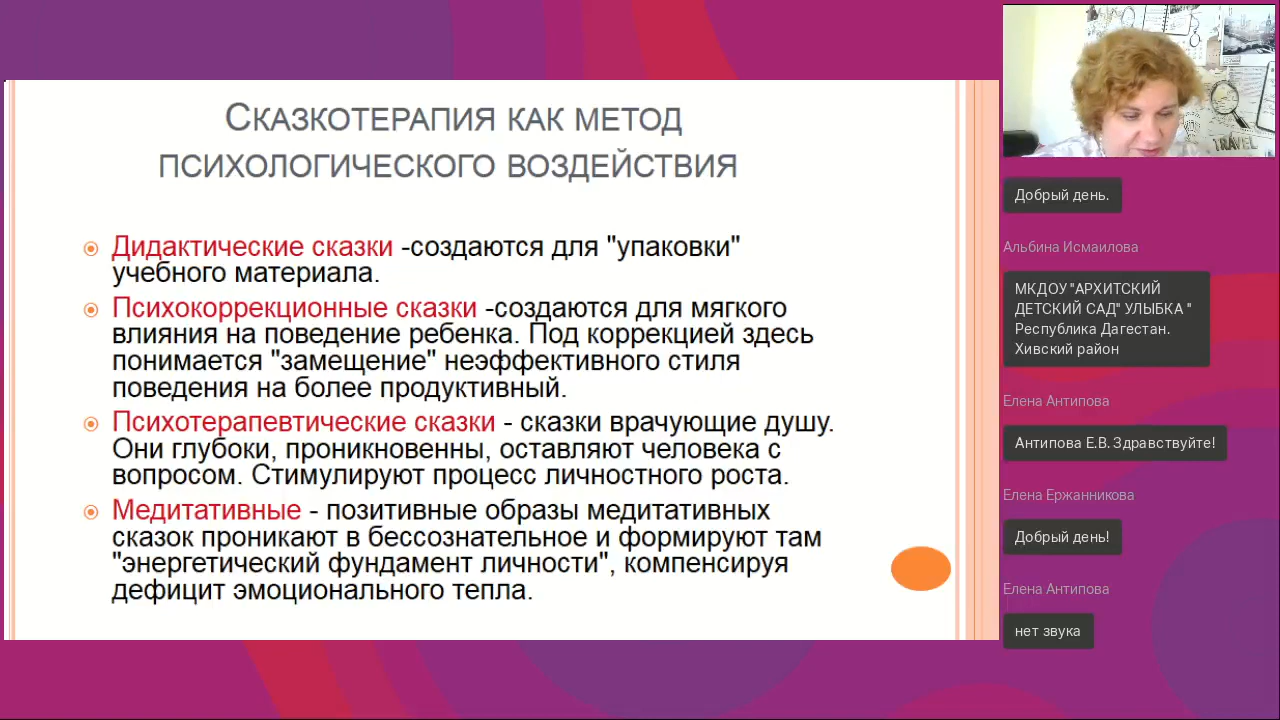 Сказкотерапия как метод
психологического воздействия
Дидактические сказки -создаются для "упаковки"
учебного материала.
Психокоррекционные сказки -создаются для мягкого
влияния на поведение ребенка. Под коррекцией здесь
понимается "замещение" неэффективного стиля
поведения на более продуктивный.
Психотерапевтические сказки - сказки врачующие душу.
Они глубоки, проникновенны, оставляют человека с
вопросом. Стимулируют процесс личностного роста.
Медитативные - позитивные образы медитативных
сказок проникают в бессознательное и формируют там
"энергетический фундамент личности", компенсируя
дефицит эмоционального тепла.
TRAVEL
Добрый день.
Альбина Исмаилова
МКДОУ "АРХИТСКИЙ
ДЕТСКИЙ САД" УЛЫБКА "
Республика Дагестан.
Хивский район
Елена Антипова
Антипова Е.В. Здравствуйте!
Елена Ержанникова
Добрый день!
Елена Антипова
нет звука